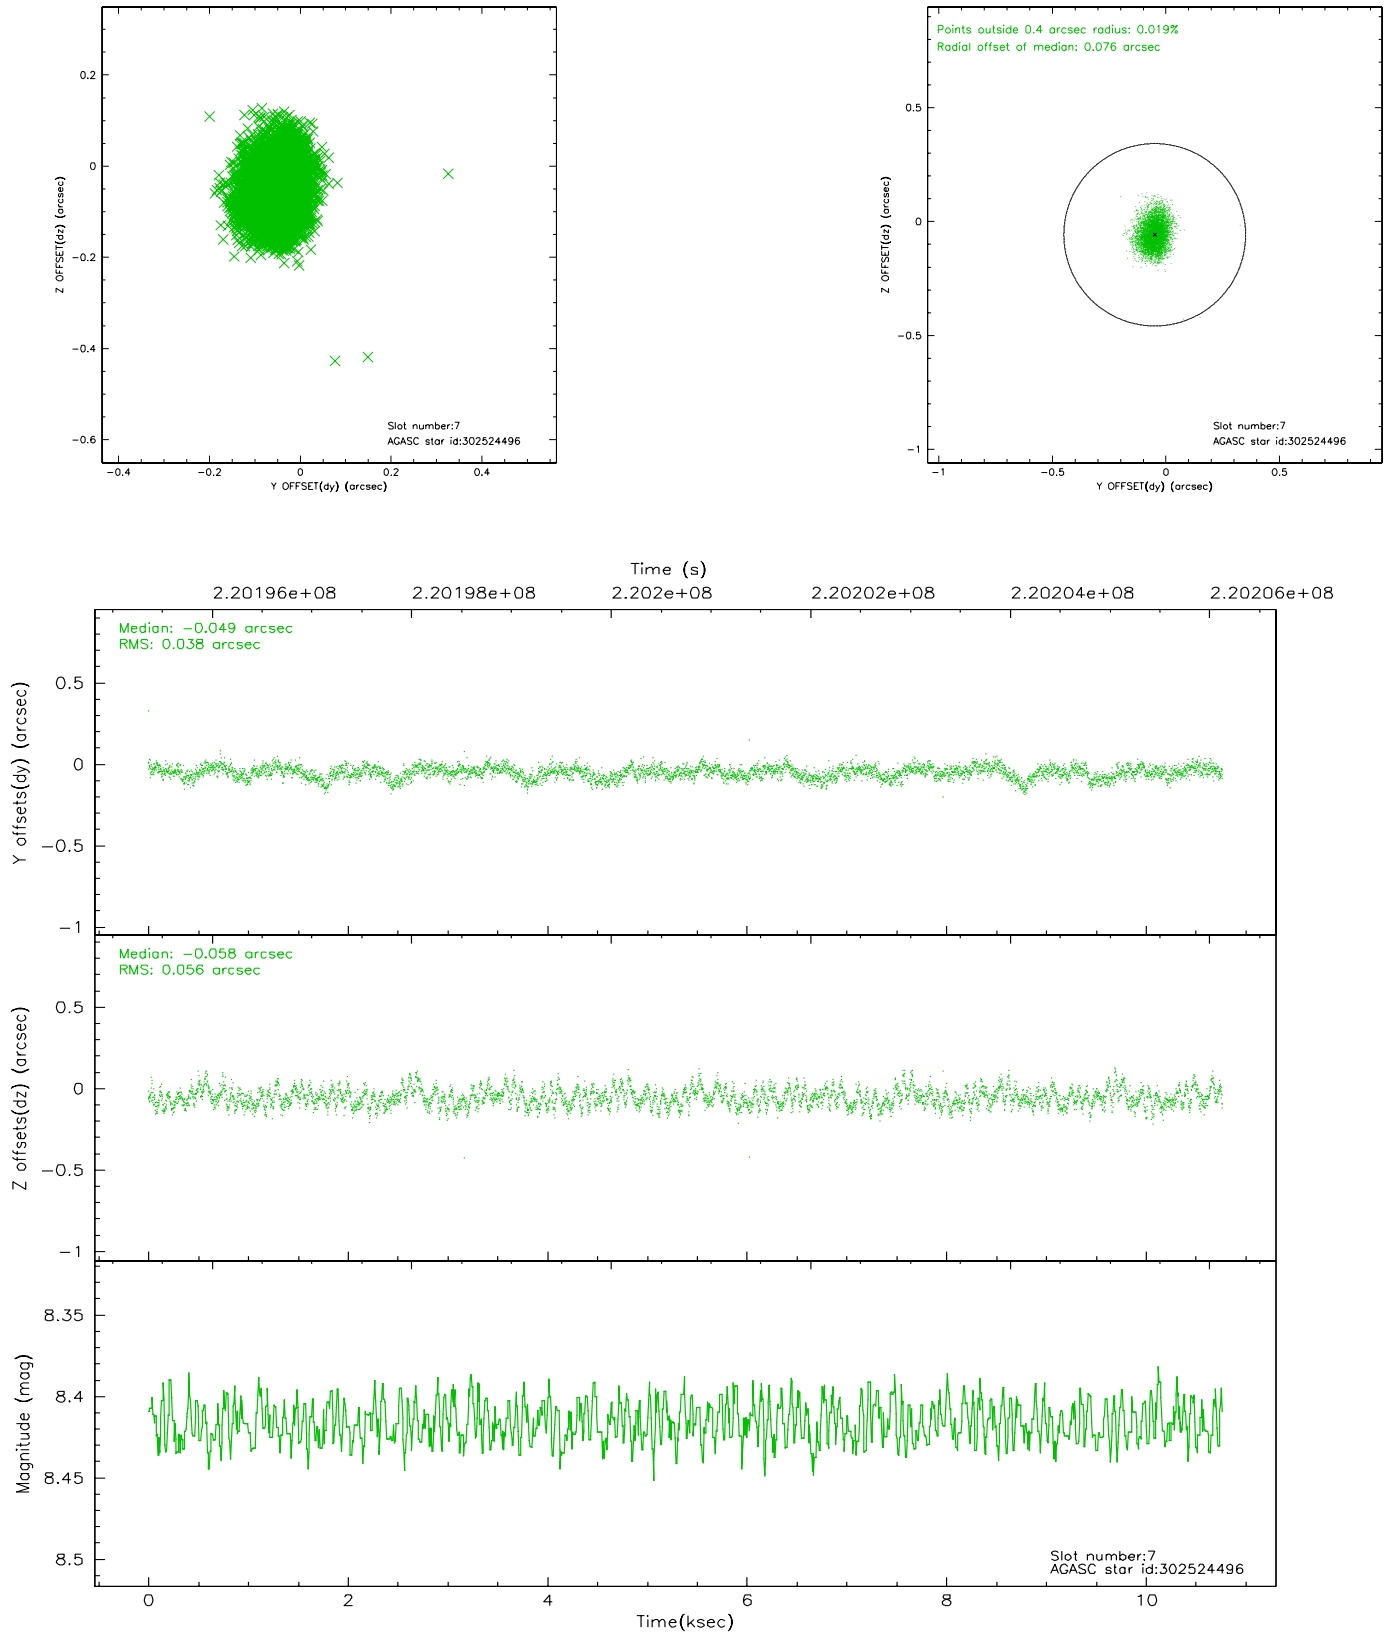 0.2
0
−0.2
−0.4
−0.6
Z OFFSET(dz) (arcsec)
Slot number:7
AGASC star id:302524496
−0.4 −0.2 0 0.2 0.4
Y OFFSET(dy) (arcsec)
Points outside 0.4 arcsec radius: 0.019%
Radial offset of median: 0.076 arcsec
0.5
0
−0.5
−1
Z OFFSET(dz) (arcsec)
Slot number:7
AGASC star id:302524496
−1 −0.5 0 0.5
Y OFFSET(dy) (arcsec)
Time (s)
2.20196e+08 2.20198e+08 2.202e+08 2.20202e+08 2.20204e+08 2.20206e+08
Median: −0.049 arcsec
RMS: 0.038 arcsec
0.5
0
−0.5
−1
Y offsets(dy) (arcsec)
Median: −0.058 arcsec
RMS: 0.056 arcsec
0.5
0
−0.5
−1
Z offsets(dz) (arcsec)
8.35
8.4
8.45
8.5
Magnitude (mag)
Slot number:7
AGASC star id:302524496
0 2 4 6 8 10
Time(ksec)